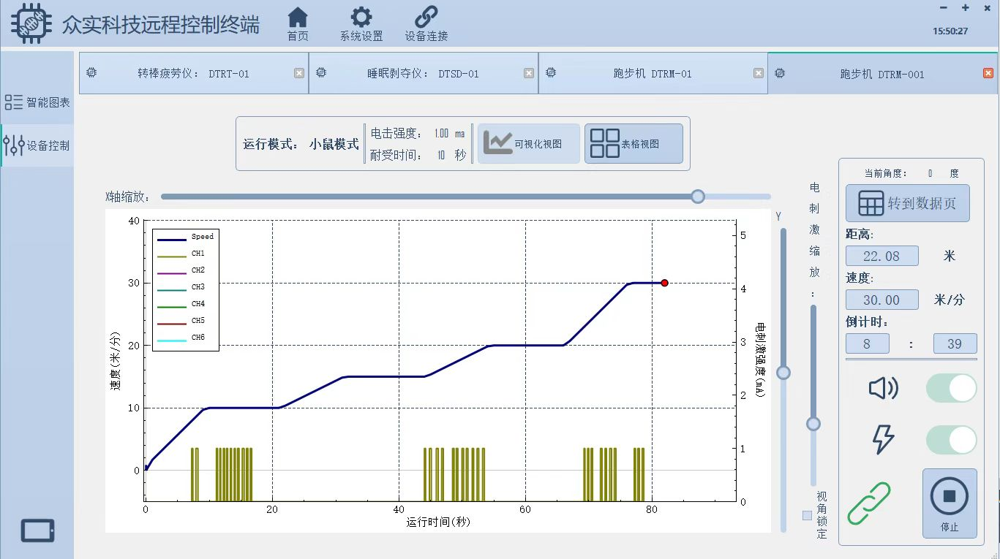 众实科技远程控制终端
首页
系统设置
设备连接
15:50:27
转棒疲劳仪： DTRT-01
睡眠剥夺仪： DTSD-01
跑步机 DTRM-01
跑步机 DTRM-001
智能图表
设备控制
运行模式： 小鼠模式
电击强度： 1.00 ma
耐受时间： 10 秒
可视化视图
表格视图
X轴缩放：
Y
电刺激缩放：
视角锁定
40
30
20
10
0
速度(米/分)
Speed
CH1
CH2
CH3
CH4
CH5
CH6
5
4
3
2
1
0
电刺激强度(mA)
0 20 40 60 80
运行时间(秒)
当前角度： 0 度
转到数据页
距离:
22.08 米
速度:
30.00 米/分
倒计时:
8 : 39
停止